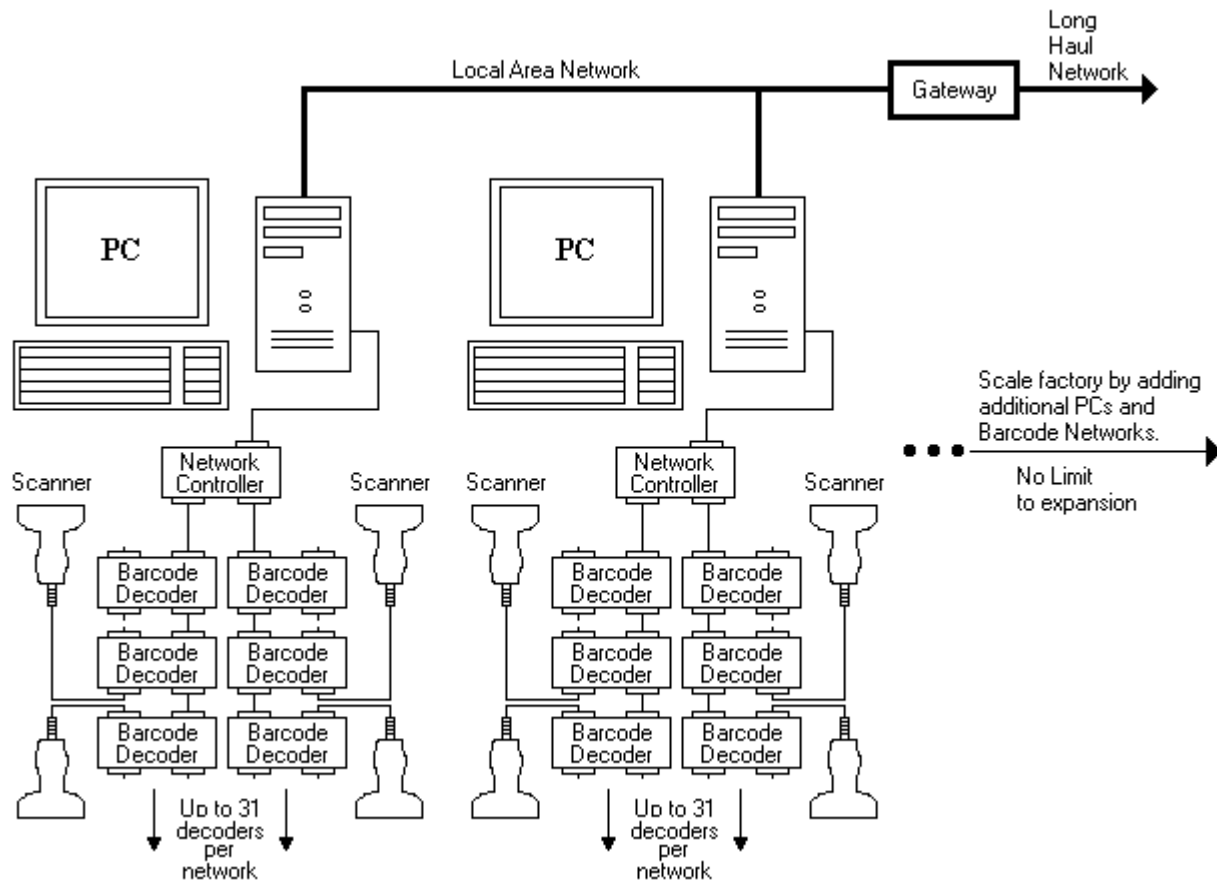 Long
Haul
Network
Local Area Network
Gateway
PC
PC
Scale factory by adding
additional PCs and
Barcode Networks.
No Limit
to expansion
Scanner
Network
Controller
Scanner
Scanner
Network
Controller
Scanner
Barcode
Decoder
Barcode
Decoder
Barcode
Decoder
Barcode
Decoder
Barcode
Decoder
Barcode
Decoder
Barcode
Decoder
Barcode
Decoder
Barcode
Decoder
Barcode
Decoder
Barcode
Decoder
Barcode
Decoder
Up to 31
decoders
per
network
Up to 31
decoders
per
network